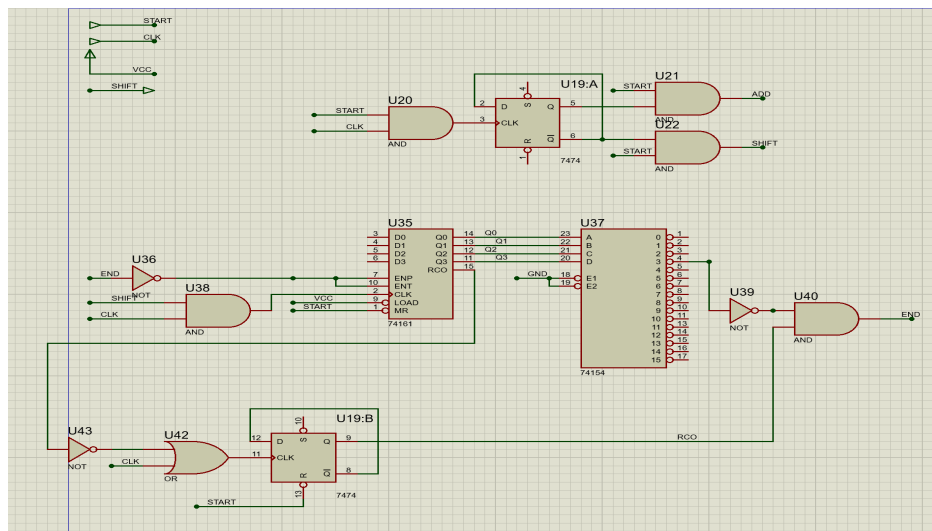 START
CLK
VCC
SHIFT
U20
START
CLK
AND
U19:A
4
S
2 D Q 5
3 CLK
Q 6
R
1
7474
U21
START
ADD
AND
U22
START
SHIFT
AND
U35
3 D0 Q0 14 Q0
4 D1 Q1 13 Q1
5 D2 Q2 12 Q2
6 D3 Q3 11 Q3
RCO 15
7 ENP
10 ENT
2 CLK
9 LOAD
1 MR
74161
VCC
START
END
U36
NOT
U38
SHIFT
CLK
AND
U37
23 A 0 1
22 B 1 2
21 C 2 3
20 D 3 4
4 5
GND 18 E1 5 6
19 E2 6 7
7 8
8 9
9 10
10 11
11 13
12 14
13 15
14 16
15 17
74154
U39
NOT
U40
END
AND
U43
NOT
U42
CLK
OR
U19:B
10
S
12 D Q 9
RCO
11 CLK
Q 8
R
13
7474
START